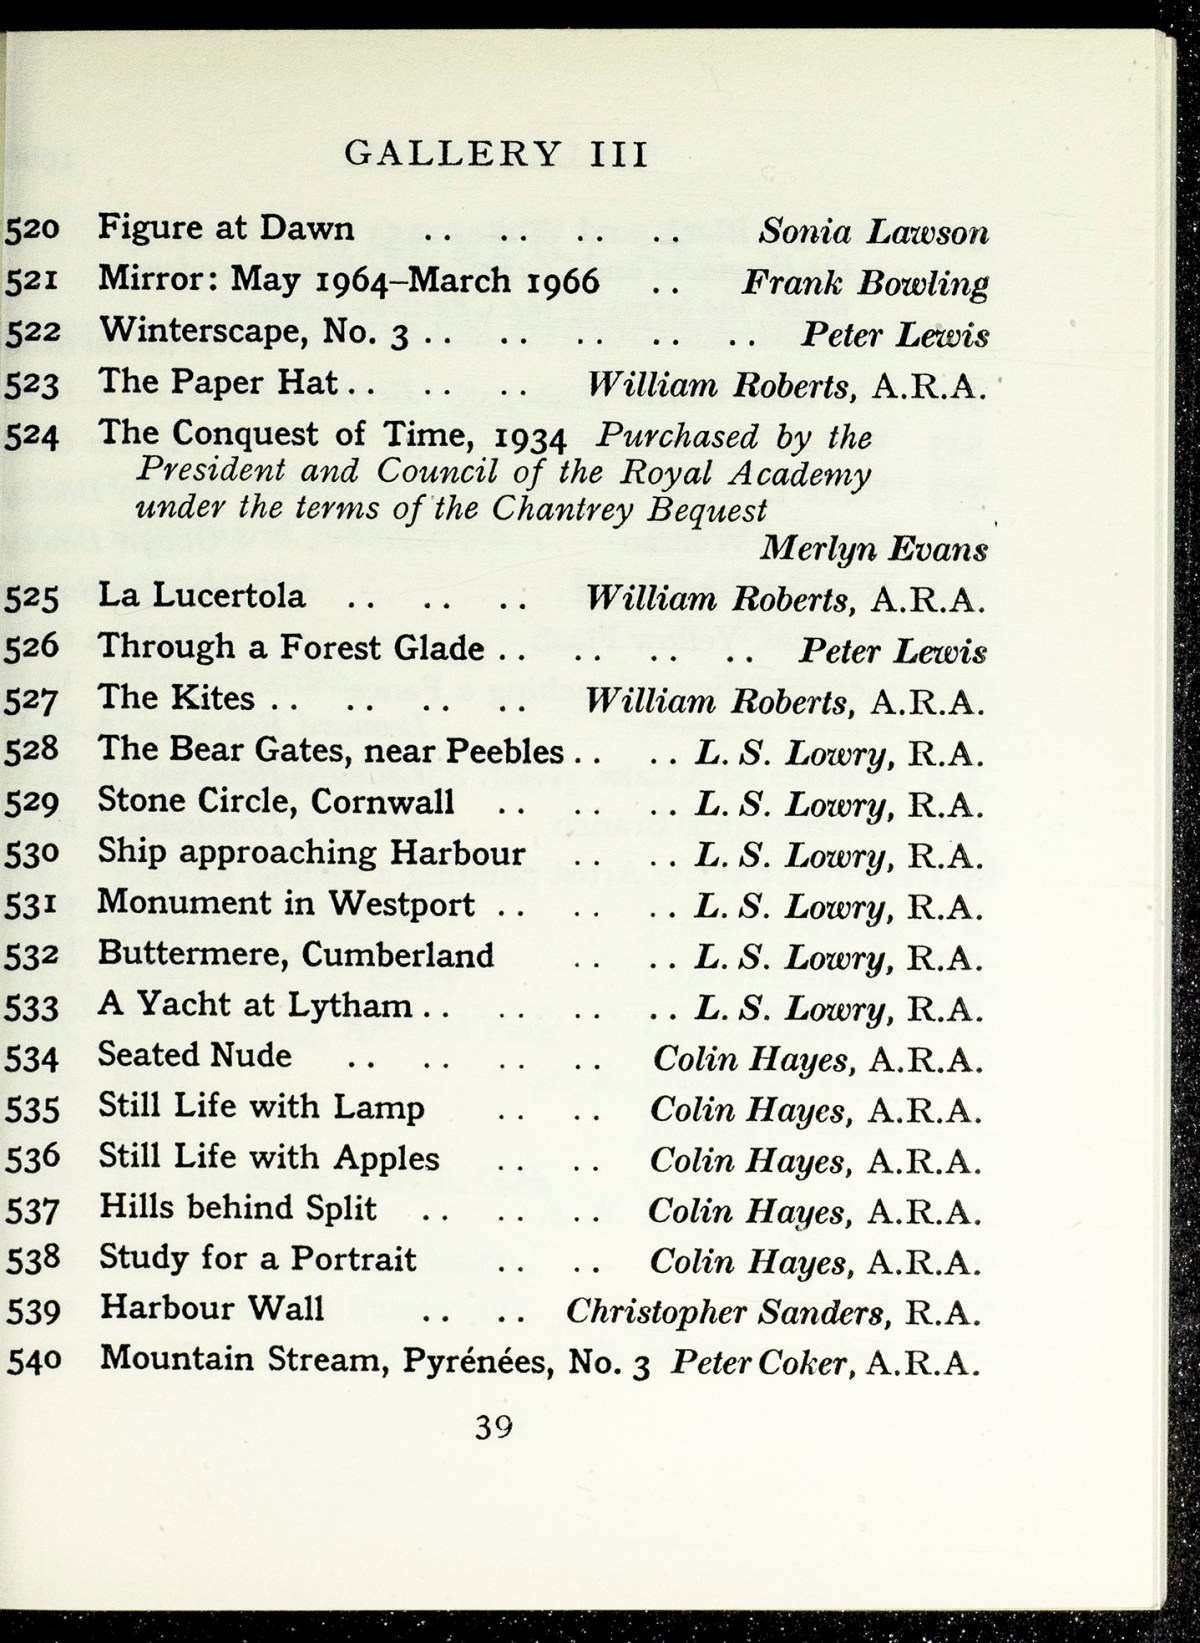 GALLERY III
520 Figure at Dawn .. .. .. .. Sonia Lawson
521 Mirror: May 1964–March 1966 .. Frank Bowling
522 Winterscape, No. 3 .. .. .. .. .. Peter Lewis
523 The Paper Hat .. .. .. William Roberts, A.R.A.
524 The Conquest of Time, 1934 Purchased by the
President and Council of the Royal Academy
under the terms of the Chantrey Bequest
Merlyn Evans
525 La Lucertola .. .. .. William Roberts, A.R.A.
526 Through a Forest Glade .. .. .. .. Peter Lewis
527 The Kites .. .. .. .. William Roberts, A.R.A.
528 The Bear Gates, near Peebles .. .. L. S. Lowry, R.A.
529 Stone Circle, Cornwall .. .. .. L. S. Lowry, R.A.
530 Ship approaching Harbour .. .. L. S. Lowry, R.A.
531 Monument in Westport .. .. .. L. S. Lowry, R.A.
532 Buttermere, Cumberland .. .. L. S. Lowry, R.A.
533 A Yacht at Lytham .. .. .. .. L. S. Lowry, R.A.
534 Seated Nude .. .. .. .. Colin Hayes, A.R.A.
535 Still Life with Lamp .. .. Colin Hayes, A.R.A.
536 Still Life with Apples .. .. Colin Hayes, A.R.A.
537 Hills behind Split .. .. .. Colin Hayes, A.R.A.
538 Study for a Portrait .. .. Colin Hayes, A.R.A.
539 Harbour Wall .. .. Christopher Sanders, R.A.
540 Mountain Stream, Pyrénées, No. 3 Peter Coker, A.R.A.
39